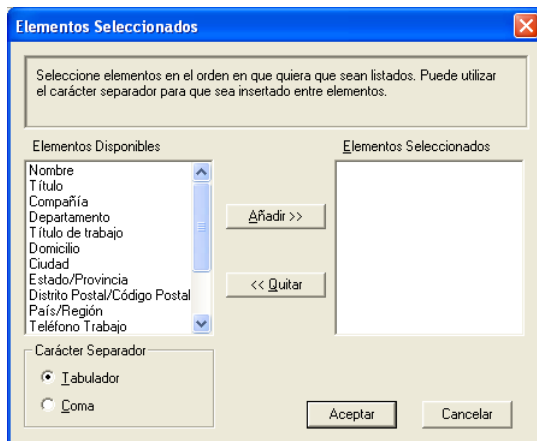 Elementos Seleccionados
Seleccione elementos en el orden en que quiera que sean listados. Puede utilizar
el carácter separador para que sea insertado entre elementos.
Elementos Disponibles
Nombre
Título
Compañía
Departamento
Título de trabajo
Domicilio
Ciudad
Estado/Provincia
Distrito Postal/Código Postal
País/Región
Teléfono Trabajo
Añadir >>
<< Quitar
Elementos Seleccionados
Carácter Separador
Tabulador
Coma
Aceptar
Cancelar